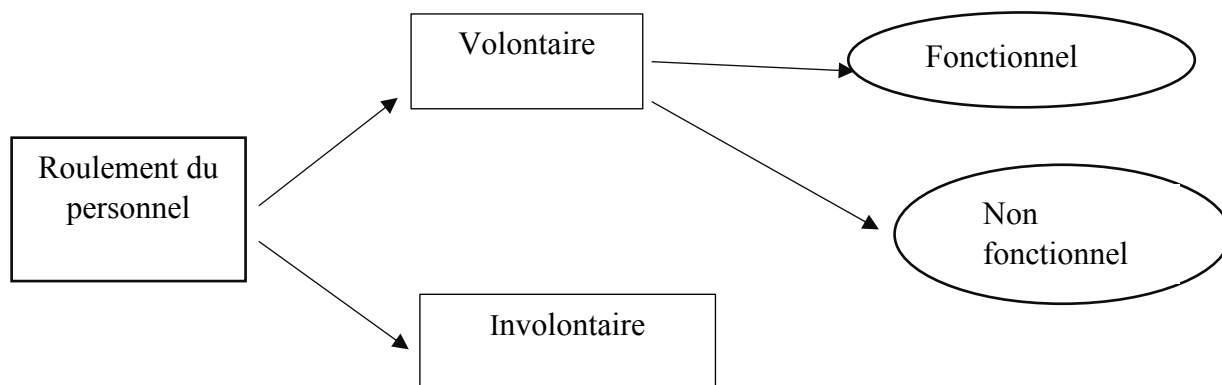 Volontaire
Fonctionnel
Roulement du
personnel
Non
fonctionnel
Involontaire